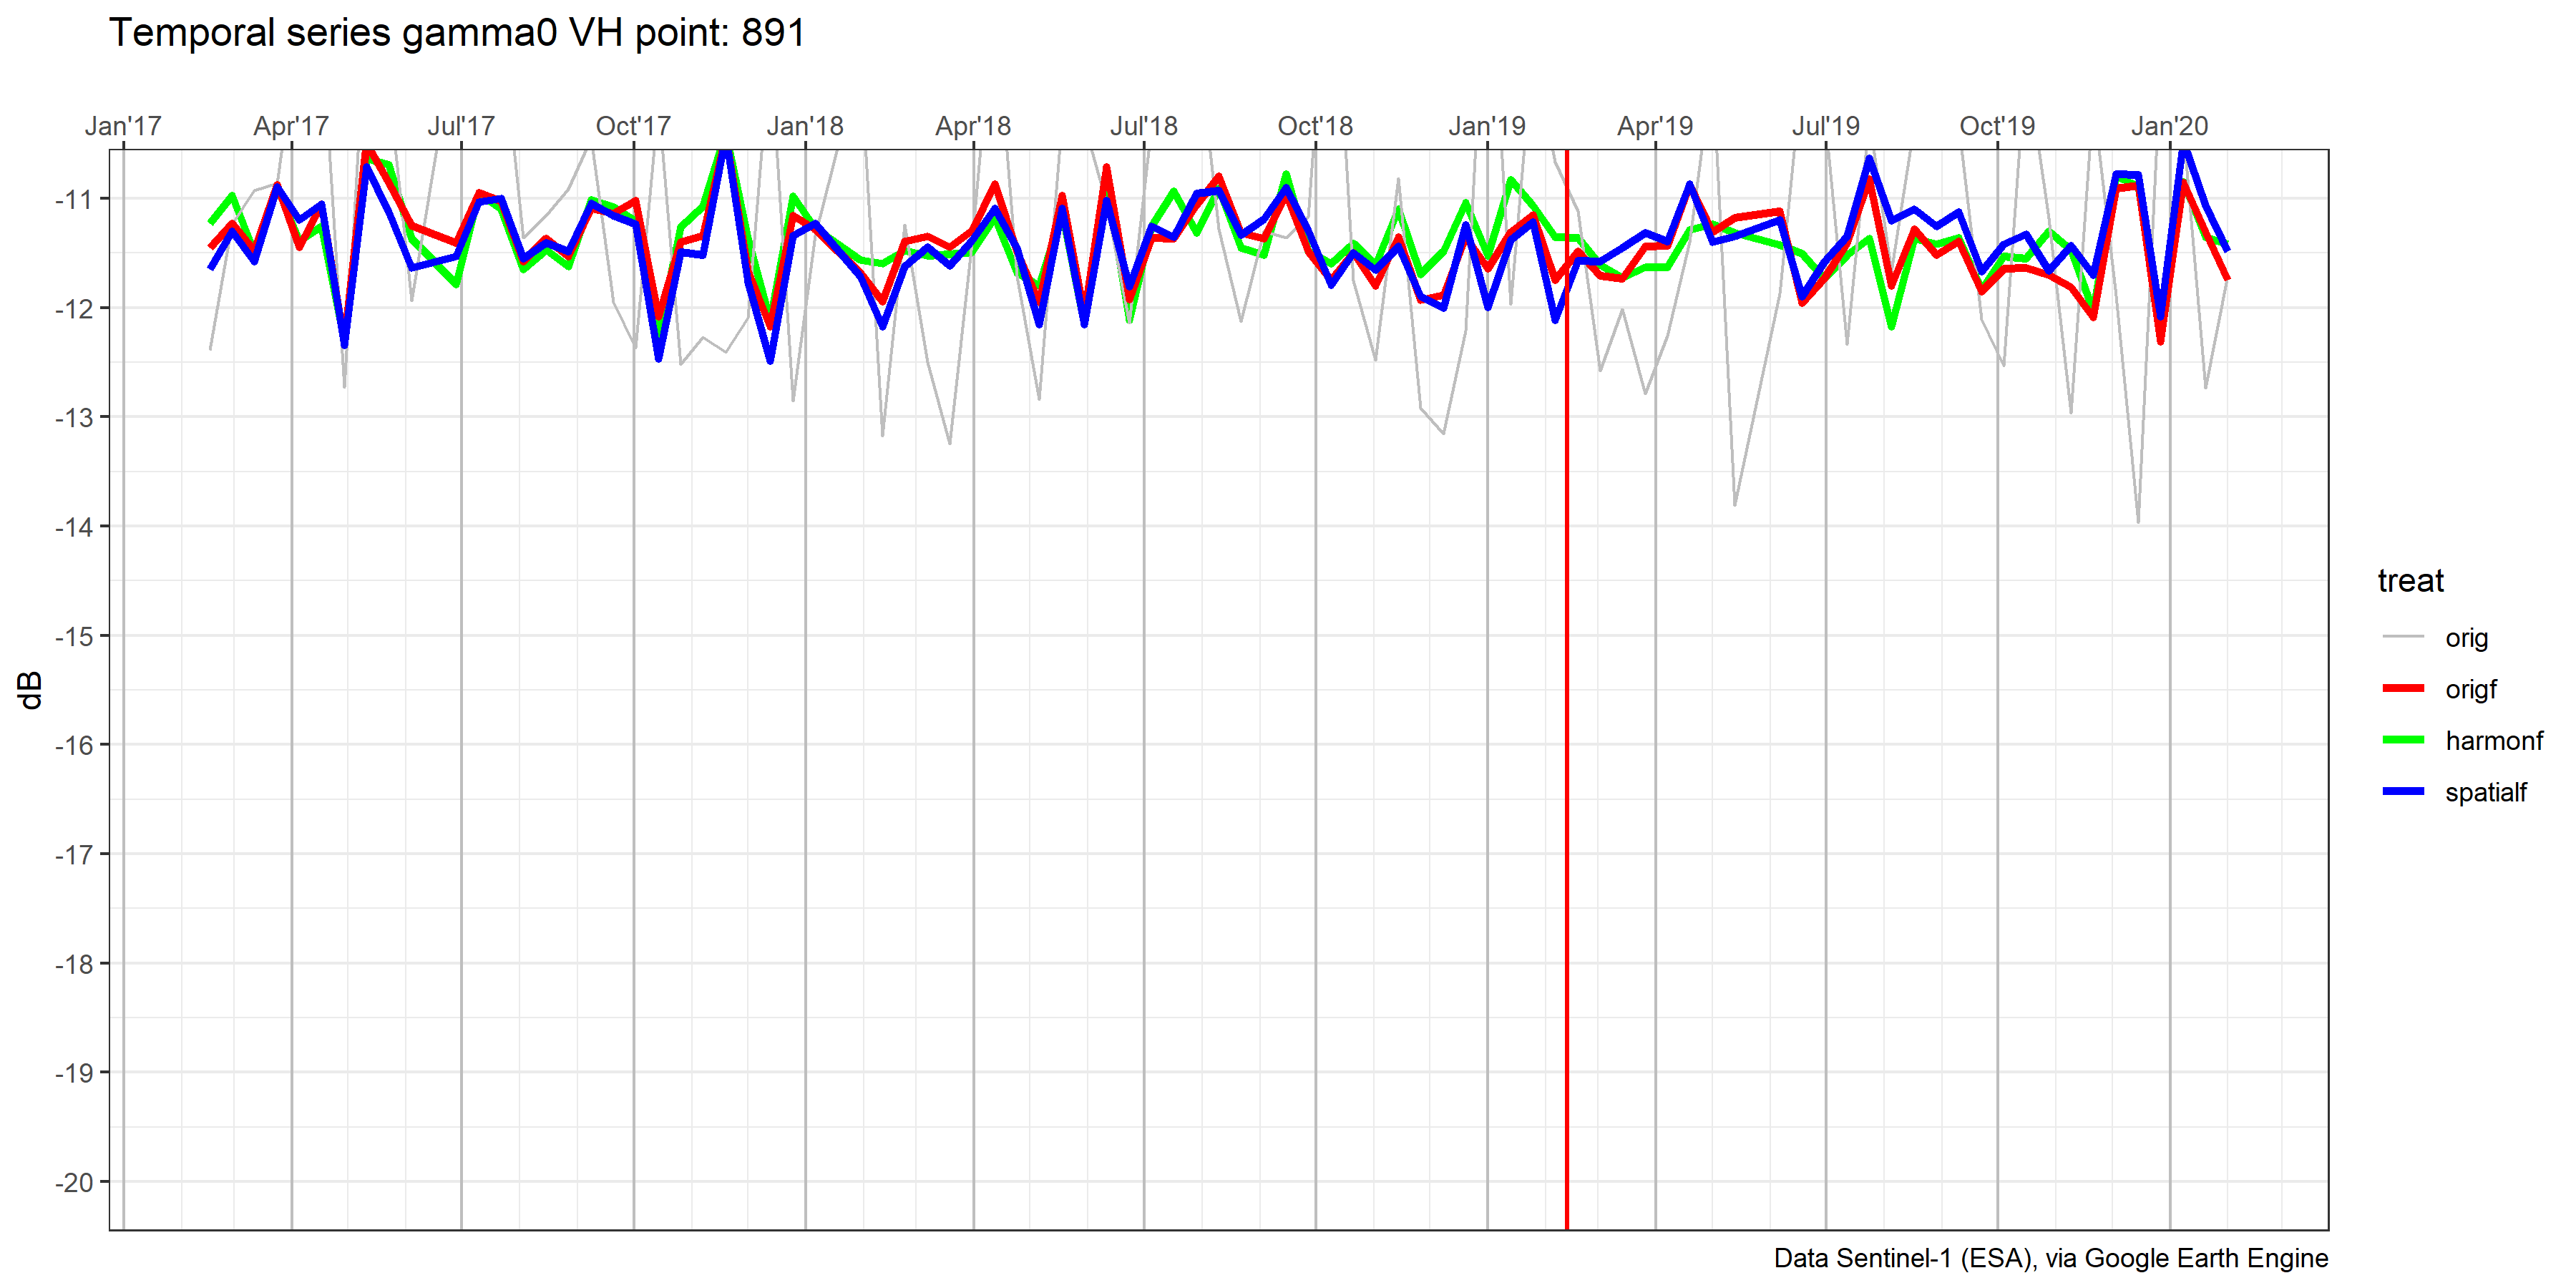 Temporal series gamma0 VH point: 891
Jan'17 Apr'17 Jul'17 Oct'17 Jan'18 Apr'18 Jul'18 Oct'18 Jan'19 Apr'19 Jul'19 Oct'19 Jan'20
-11
-12
-13
-14
-15
-16
-17
-18
-19
-20
dB
treat
orig
origf
harmonf
spatialf
Data Sentinel-1 (ESA), via Google Earth Engine